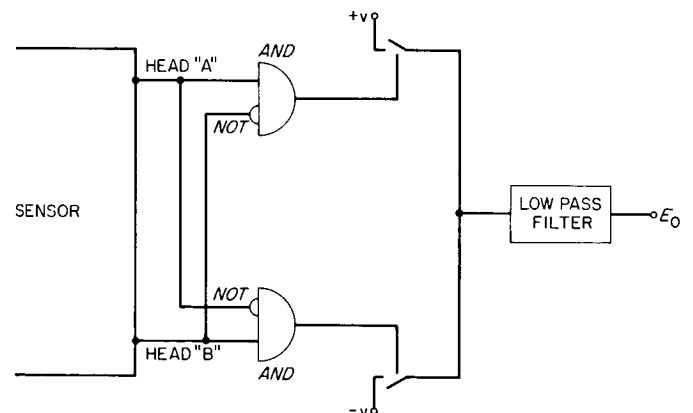 +v
AND
HEAD "A"
NOT
SENSOR
LOW PASS
FILTER
E₀
NOT
HEAD "B"
AND
-v